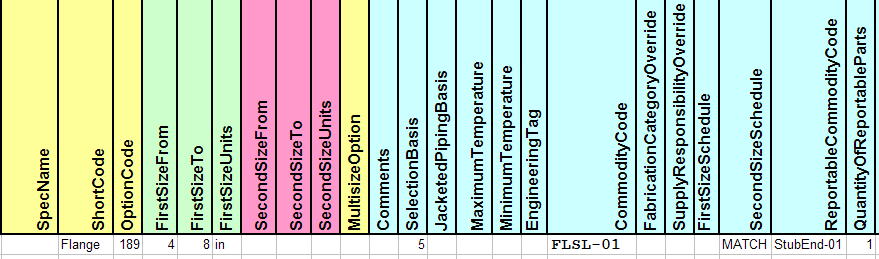 SpecName
ShortCode
OptionCode
FirstSizeFrom
FirstSizeTo
FirstSizeUnits
SecondSizeFrom
SecondSizeTo
SecondSizeUnits
MultisizeOption
Comments
SelectionBasis
JacketedPipingBasis
MaximumTemperature
MinimumTemperature
EngineeringTag
CommodityCode
FabricationCategoryOverride
SupplyResponsibilityOverride
FirstSizeSchedule
SecondSizeSchedule
ReportableCommodityCode
QuantityOfReportableParts
Flange 189 4 8 in 5 FLSL-01 MATCH StubEnd-01 1